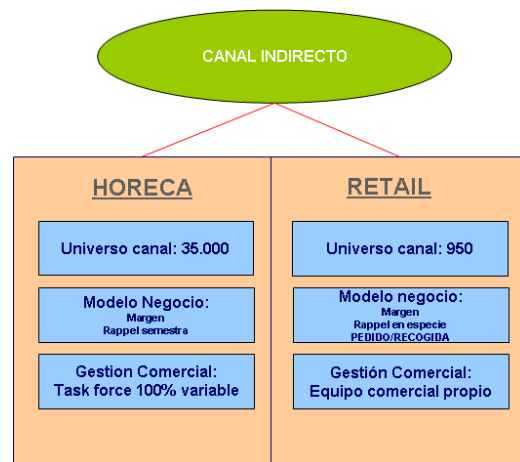 CANAL INDIRECTO
HORECA
Universo canal: 35.000
Modelo Negocio:
Margen
Rappel semestra
Gestion Comercial:
Task force 100% variable
RETAIL
Universo canal: 950
Modelo negocio:
Margen
Rappel en especie
PEDIDO/RECOGIDA
Gestión Comercial:
Equipo comercial propio